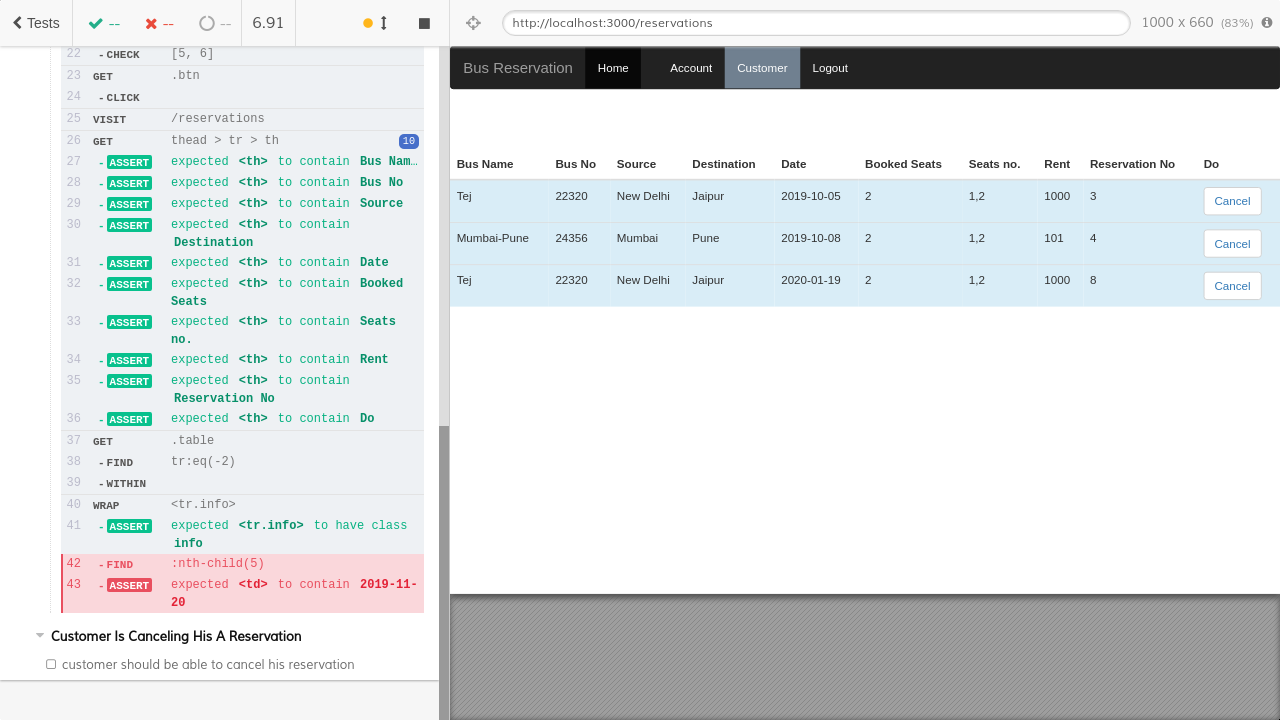 Tests
--
--
--
6.91
http://localhost:3000/reservations
1000 x 660 (83%)
22 - CHECK [5, 6]
23 GET .btn
24 - CLICK
25 VISIT /reservations
26 GET thead > tr > th 10
27 - ASSERT expected <th> to contain Bus Nam…
28 - ASSERT expected <th> to contain Bus No
29 - ASSERT expected <th> to contain Source
30 - ASSERT expected <th> to contain
Destination
31 - ASSERT expected <th> to contain Date
32 - ASSERT expected <th> to contain Booked
Seats
33 - ASSERT expected <th> to contain Seats
no.
34 - ASSERT expected <th> to contain Rent
35 - ASSERT expected <th> to contain
Reservation No
36 - ASSERT expected <th> to contain Do
37 GET .table
38 - FIND tr:eq(-2)
39 - WITHIN
40 WRAP <tr.info>
41 - ASSERT expected <tr.info> to have class
info
42 - FIND :nth-child(5)
43 - ASSERT expected <td> to contain 2019-11-
20
Customer Is Canceling His A Reservation
customer should be able to cancel his reservation
Bus Reservation Home Account Customer Logout
Bus Name Bus No Source Destination Date Booked Seats Seats no. Rent Reservation No Do
Tej 22320 New Delhi Jaipur 2019-10-05 2 1,2 1000 3 Cancel
Mumbai-Pune 24356 Mumbai Pune 2019-10-08 2 1,2 101 4 Cancel
Tej 22320 New Delhi Jaipur 2020-01-19 2 1,2 1000 8 Cancel